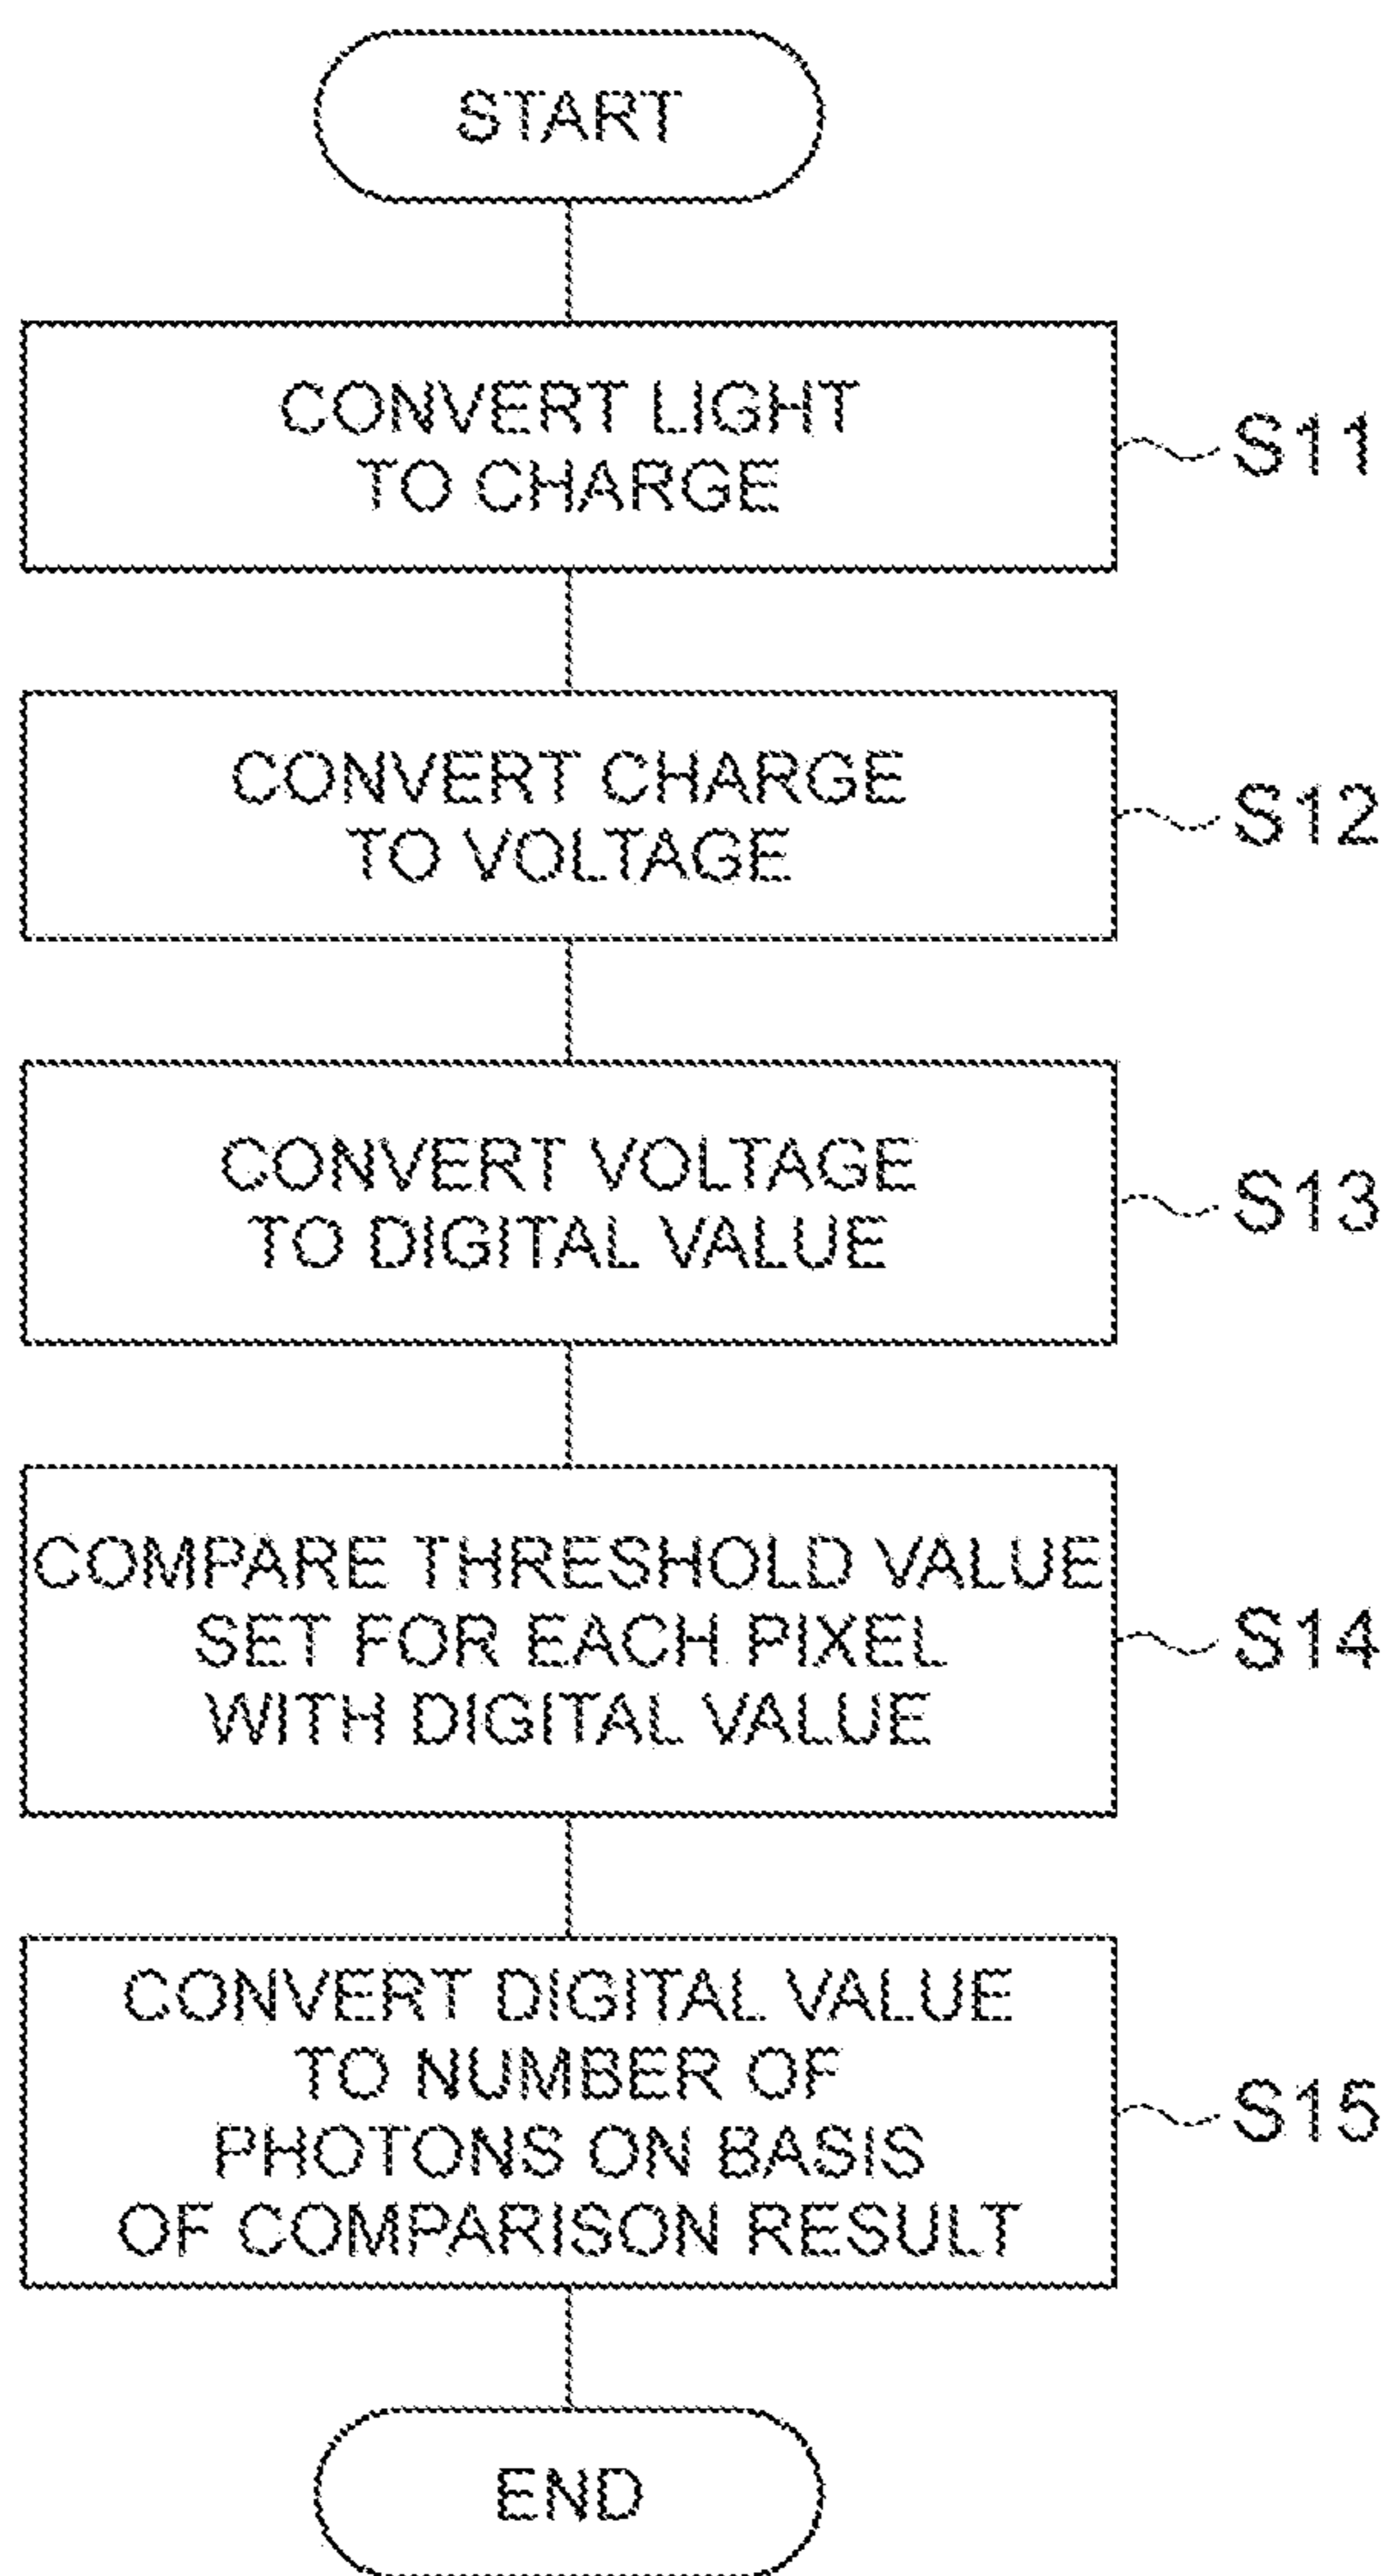 START
CONVERT LIGHT
TO CHARGE
S11
CONVERT CHARGE
TO VOLTAGE
S12
CONVERT VOLTAGE
TO DIGITAL VALUE
S13
COMPARE THRESHOLD VALUE
SET FOR EACH PIXEL
WITH DIGITAL VALUE
S14
CONVERT DIGITAL VALUE
TO NUMBER OF
PHOTONS ON BASIS
OF COMPARISON RESULT
S15
END